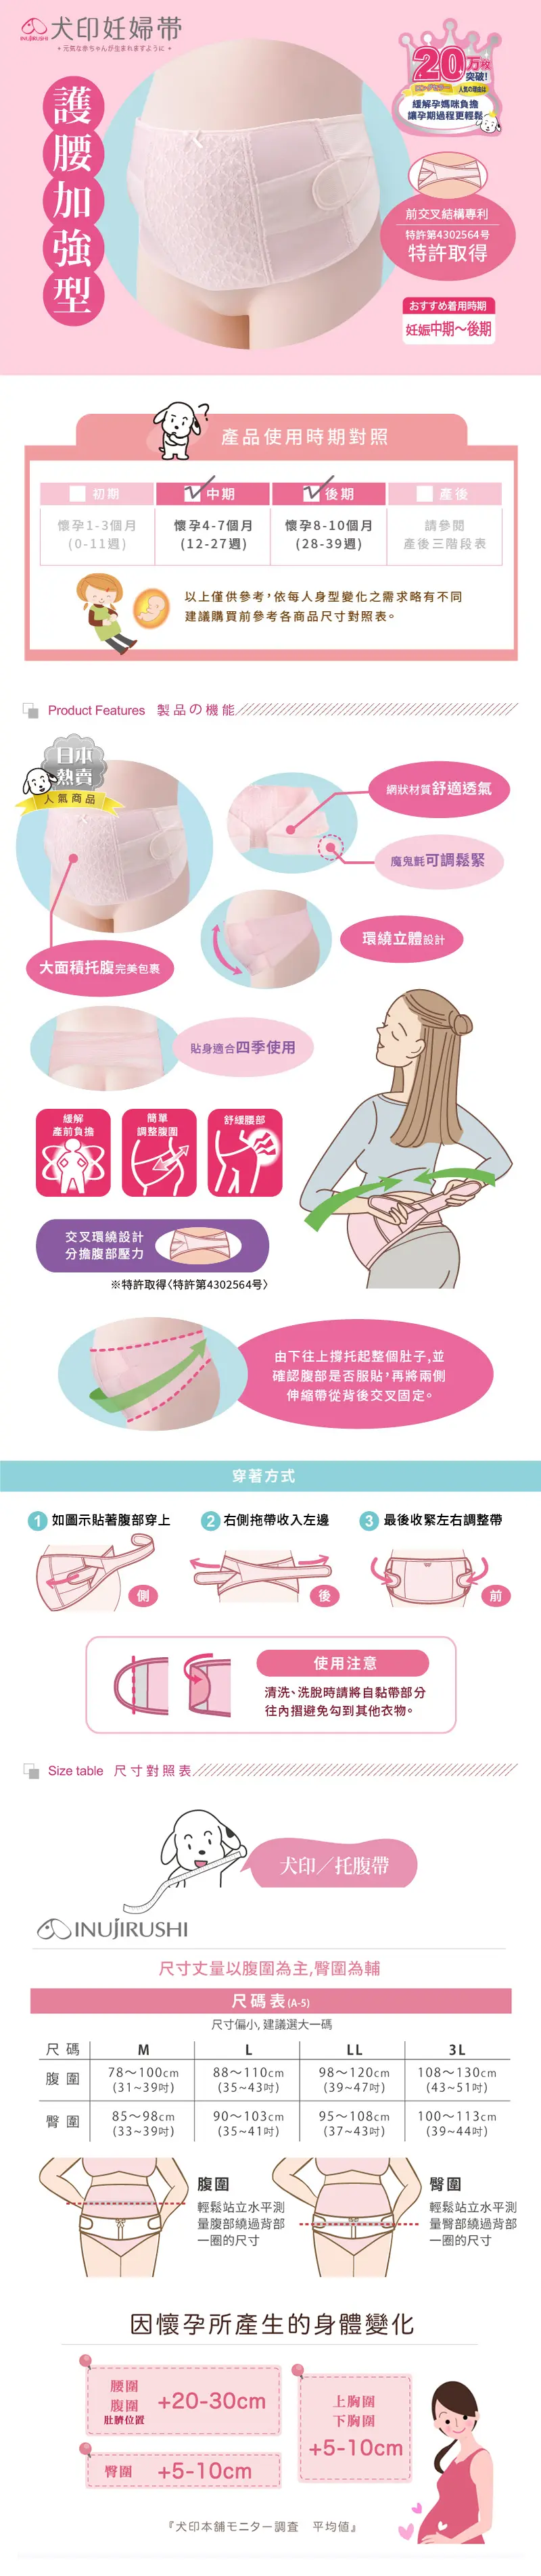 INUJIRUSHI
犬印妊婦帯
• 元気な赤ちゃんが生まれますように •
護腰加強型
20万枚
突破!
人気の理由は
緩解孕媽咪負擔
讓孕期過程更輕鬆
前交叉結構專利
特許第4302564号
特許取得
おすすめ着用時期
妊娠中期～後期
產品使用時期對照
初期
中期
後期
產後
懷孕1-3個月
(0-11週)
懷孕4-7個月
(12-27週)
懷孕8-10個月
(28-39週)
請參閱
產後三階段表
以上僅供參考，依每人身型變化之需求略有不同
建議購買前參考各商品尺寸對照表。
Product Features 製品の機能
日本
熱賣
人氣商品
網狀材質舒適透氣
魔鬼氈可調鬆緊
環繞立體設計
大面積托腹完美包裹
貼身適合四季使用
緩解
產前負擔
簡單
調整腹圍
舒緩腰部
交叉環繞設計
分擔腹部壓力
※特許取得〈特許第4302564号〉
由下往上撐托起整個肚子,並
確認腹部是否服貼，再將兩側
伸縮帶從背後交叉固定。
穿著方式
1 如圖示貼著腹部穿上
2 右側拖帶收入左邊
3 最後收緊左右調整帶
側
後
前
使用注意
清洗、洗脫時請將自黏帶部分
往內摺避免勾到其他衣物。
Size table 尺寸對照表
犬印／托腹帶
INUJIRUSHI
尺寸丈量以腹圍為主,臀圍為輔
尺碼表(A-5)
尺寸偏小, 建議選大一碼
尺碼 M L LL 3L
腹圍 78～100cm 88～110cm 98～120cm 108～130cm
(31～39吋) (35～43吋) (39～47吋) (43～51吋)
臀圍 85～98cm 90～103cm 95～108cm 100～113cm
(33～39吋) (35～41吋) (37～43吋) (39～44吋)
腹圍
輕鬆站立水平測
量腹部繞過背部
一圈的尺寸
臀圍
輕鬆站立水平測
量臀部繞過背部
一圈的尺寸
因懷孕所產生的身體變化
腰圍
腹圍
肚臍位置
+20-30cm
臀圍 +5-10cm
上胸圍
下胸圍
+5-10cm
『犬印本舗モニター調査 平均値』